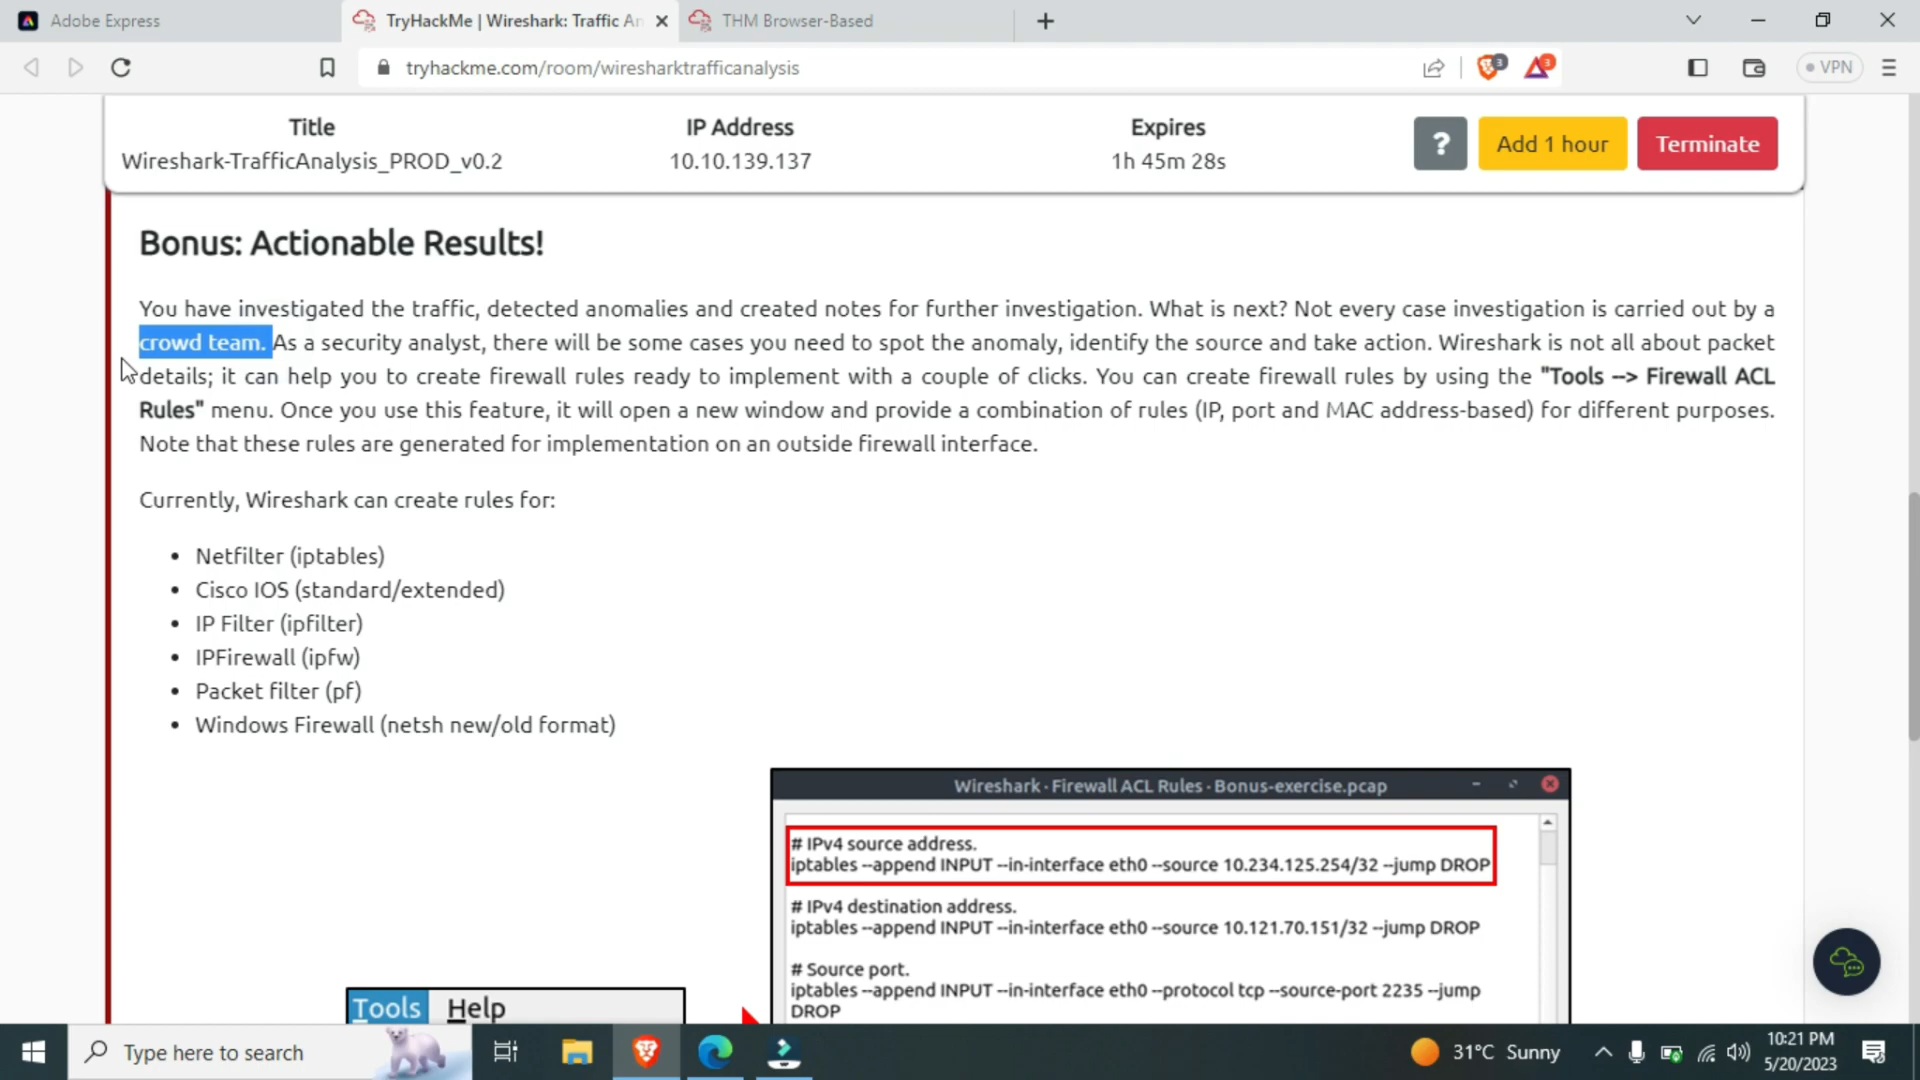 Adobe Express
TryHackMe | Wireshark: Traffic An
THM Browser-Based
tryhackme.com/room/wiresharktrafficanalysis
3
3
VPN
Title
IP Address
Expires
Wireshark-TrafficAnalysis_PROD_v0.2
10.10.139.137
1h 45m 28s
?
Add 1 hour
Terminate
Bonus: Actionable Results!
You have investigated the traffic, detected anomalies and created notes for further investigation. What is next? Not every case investigation is carried out by a
crowd team. As a security analyst, there will be some cases you need to spot the anomaly, identify the source and take action. Wireshark is not all about packet
details; it can help you to create firewall rules ready to implement with a couple of clicks. You can create firewall rules by using the "Tools --> Firewall ACL
Rules" menu. Once you use this feature, it will open a new window and provide a combination of rules (IP, port and MAC address-based) for different purposes.
Note that these rules are generated for implementation on an outside firewall interface.
Currently, Wireshark can create rules for:
• Netfilter (iptables)
• Cisco IOS (standard/extended)
• IP Filter (ipfilter)
• IPFirewall (ipfw)
• Packet filter (pf)
• Windows Firewall (netsh new/old format)
Wireshark · Firewall ACL Rules · Bonus-exercise.pcap
# IPv4 source address.
iptables --append INPUT --in-interface eth0 --source 10.234.125.254/32 --jump DROP
# IPv4 destination address.
iptables --append INPUT --in-interface eth0 --source 10.121.70.151/32 --jump DROP
# Source port.
iptables --append INPUT --in-interface eth0 --protocol tcp --source-port 2235 --jump
DROP
Tools Help
Type here to search
31°C Sunny
10:21 PM
5/20/2023